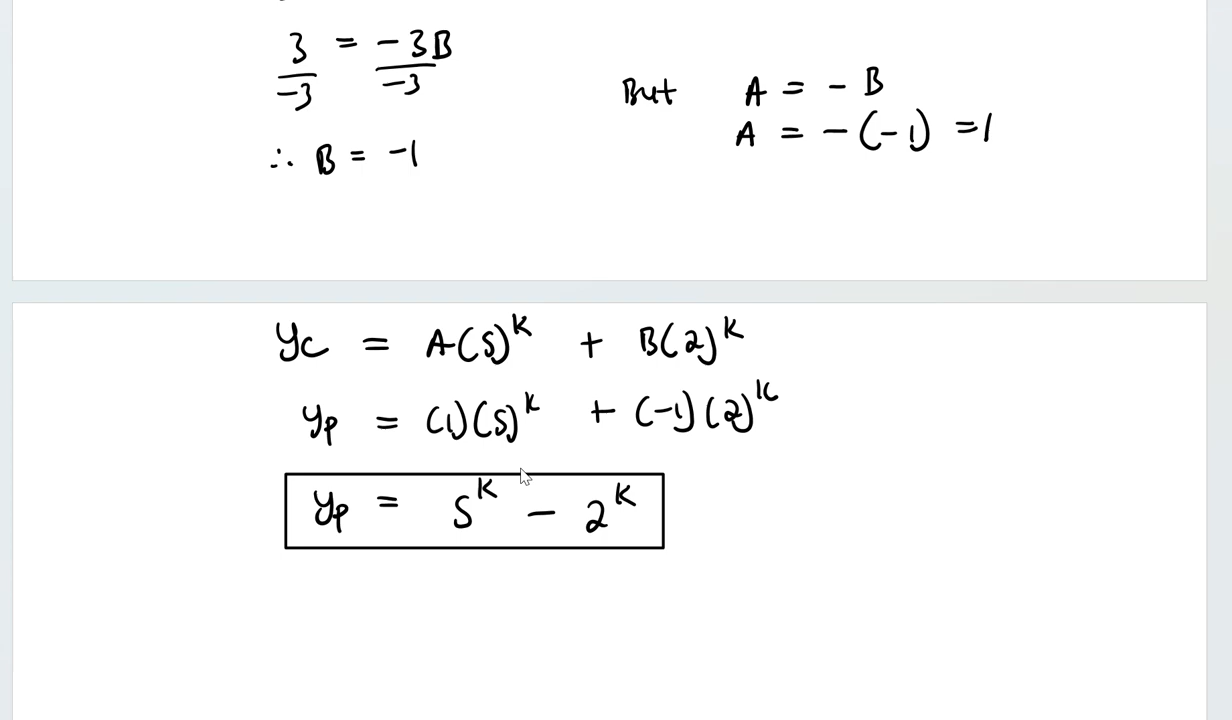 3/-3 = -3B/-3
∴ B = -1
But A = - B
A = - (-1) = 1
yc = A(5)^k + B(2)^k
yp = (1)(5)^k + (-1)(2)^k
yp = 5^k - 2^k